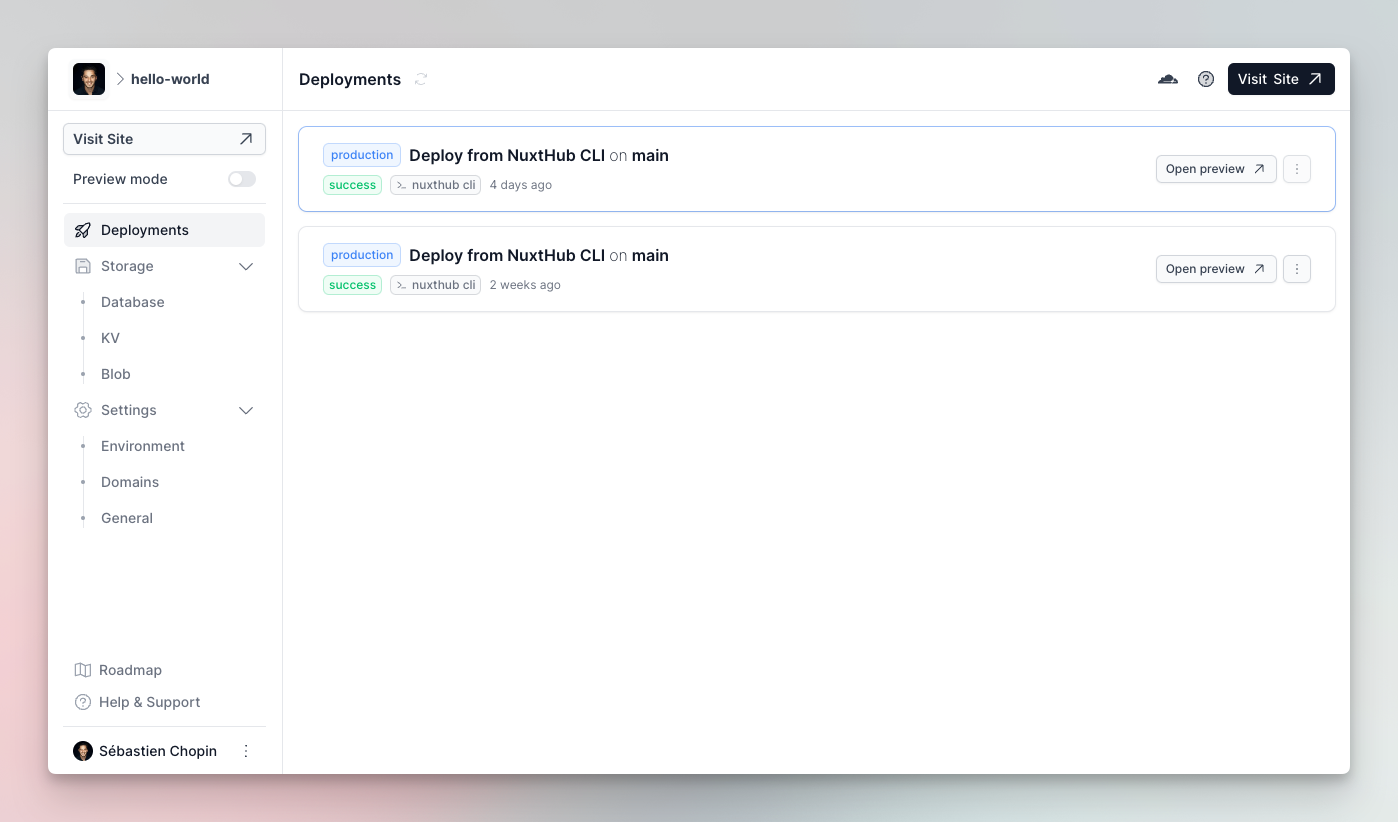 hello-world
Visit Site
Preview mode
Deployments
Storage
Database
KV
Blob
Settings
Environment
Domains
General
Roadmap
Help & Support
Sébastien Chopin
Deployments
Visit Site
production Deploy from NuxtHub CLI on main
success nuxthub cli 4 days ago
Open preview
production Deploy from NuxtHub CLI on main
success nuxthub cli 2 weeks ago
Open preview